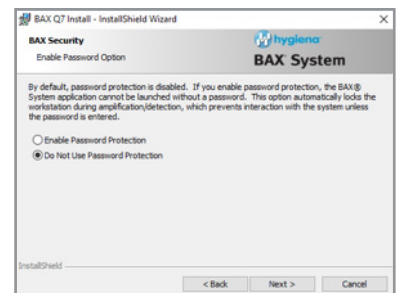 BAX Q7 Install - InstallShield Wizard
BAX Security
Enable Password Option
hygiena
BAX System
By default, password protection is disabled. If you enable password protection, the BAX®
System application cannot be launched without a password. This option automatically locks the
workstation during amplification/detection, which prevents interaction with the system unless
the password is entered.
Enable Password Protection
Do Not Use Password Protection
InstallShield
< Back
Next >
Cancel